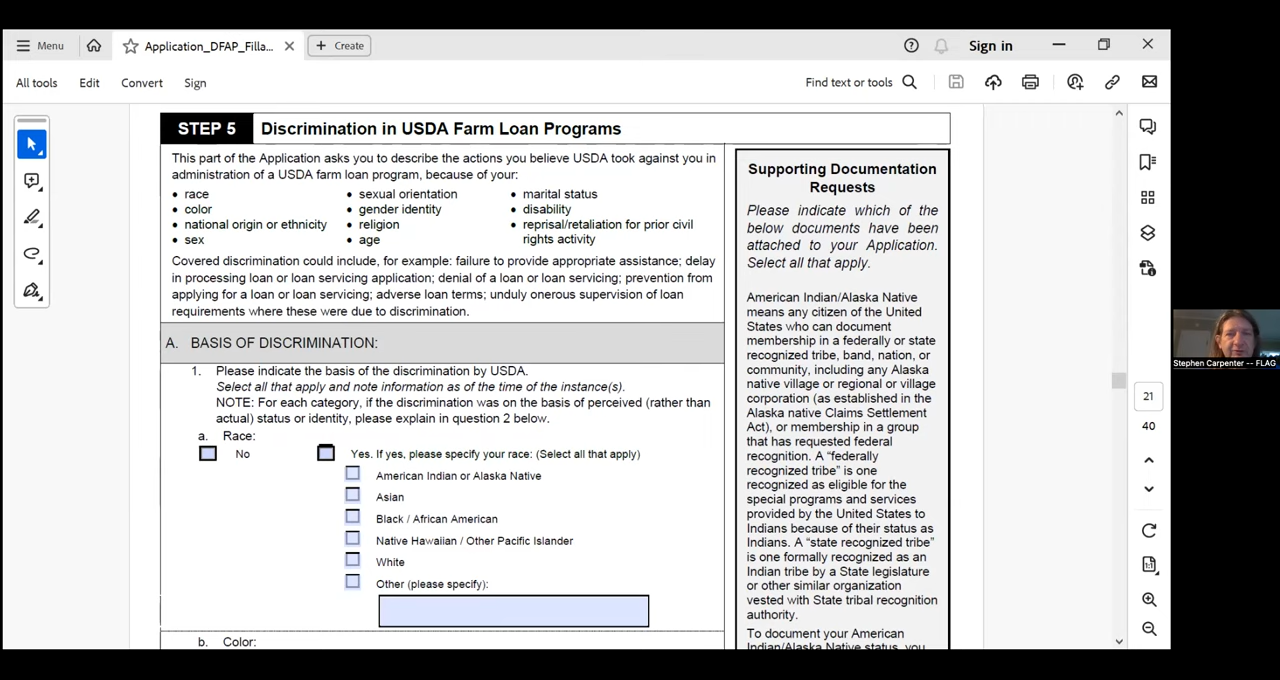 Menu
Application_DFAP_Filla...
Create
Sign in
All tools
Edit
Convert
Sign
Find text or tools
STEP 5
Discrimination in USDA Farm Loan Programs
This part of the Application asks you to describe the actions you believe USDA took against you in
administration of a USDA farm loan program, because of your:
• race
• color
• national origin or ethnicity
• sex
• sexual orientation
• gender identity
• religion
• age
• marital status
• disability
• reprisal/retaliation for prior civil
rights activity
Covered discrimination could include, for example: failure to provide appropriate assistance; delay
in processing loan or loan servicing application; denial of a loan or loan servicing; prevention from
applying for a loan or loan servicing; adverse loan terms; unduly onerous supervision of loan
requirements where these were due to discrimination.
A. BASIS OF DISCRIMINATION:
1. Please indicate the basis of the discrimination by USDA.
Select all that apply and note information as of the time of the instance(s).
NOTE: For each category, if the discrimination was on the basis of perceived (rather than
actual) status or identity, please explain in question 2 below.
a. Race:
No
Yes. If yes, please specify your race: (Select all that apply)
American Indian or Alaska Native
Asian
Black / African American
Native Hawaiian / Other Pacific Islander
White
Other (please specify):
b. Color:
Supporting Documentation
Requests
Please indicate which of the
below documents have been
attached to your Application.
Select all that apply.
American Indian/Alaska Native
means any citizen of the United
States who can document
membership in a federally or state
recognized tribe, band, nation, or
community, including any Alaska
native village or regional or village
corporation (as established in the
Alaska native Claims Settlement
Act), or membership in a group
that has requested federal
recognition. A “federally
recognized tribe” is one
recognized as eligible for the
special programs and services
provided by the United States to
Indians because of their status as
Indians. A “state recognized tribe”
is one formally recognized as an
Indian tribe by a State legislature
or other similar organization
vested with State tribal recognition
authority.
To document your American
Indian/Alaska Native status, you
21
40
Stephen Carpenter -- FLAG